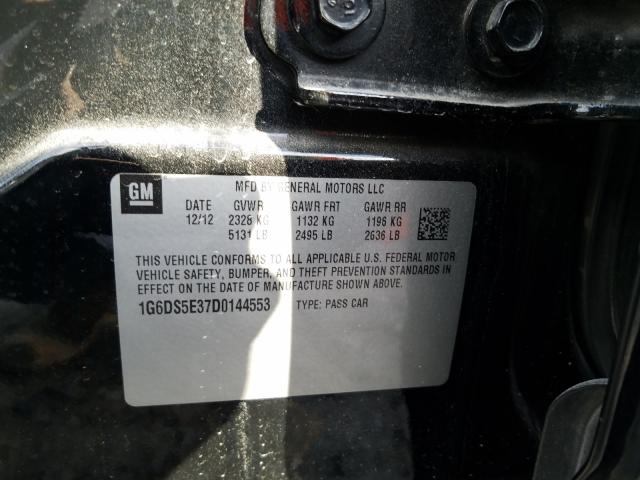 GM
MFD BY GENERAL MOTORS LLC
DATE GVWR GAWR FRT GAWR RR
12/12 2326 KG 1132 KG 1196 KG
5131 LB 2495 LB 2636 LB
THIS VEHICLE CONFORMS TO ALL APPLICABLE U.S. FEDERAL MOTOR
VEHICLE SAFETY, BUMPER, AND THEFT PREVENTION STANDARDS IN
EFFECT ON THE DATE OF MANUFACTURE SHOWN ABOVE.
1G6DS5E37D0144553 TYPE: PASS CAR